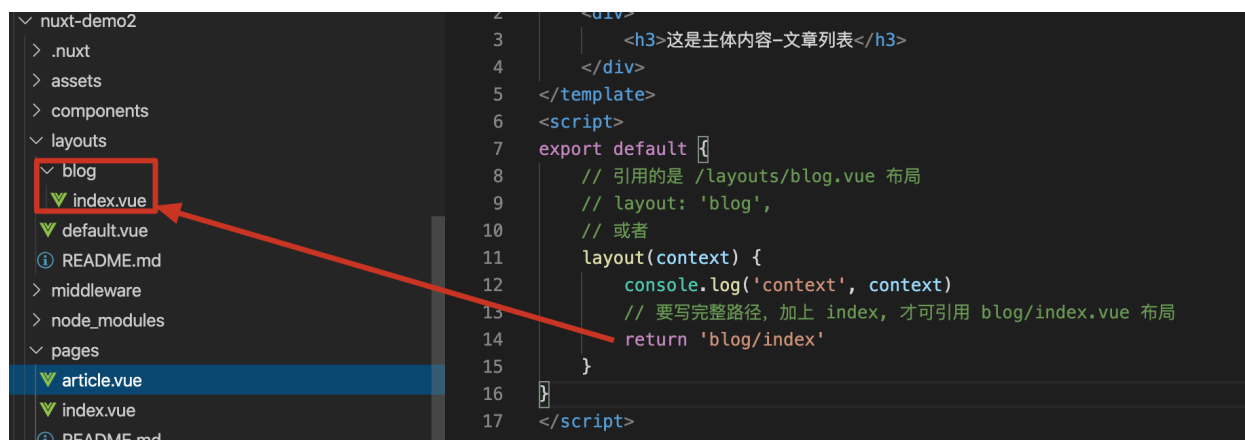 nuxt-demo2
.nuxt
assets
components
layouts
blog
index.vue
default.vue
README.md
middleware
node_modules
pages
article.vue
index.vue
README.md
2 <div>
3 <h3>这是主体内容-文章列表</h3>
4 </div>
5 </template>
6 <script>
7 export default {
8 // 引用的是 /layouts/blog.vue 布局
9 // layout: 'blog',
10 // 或者
11 layout(context) {
12 console.log('context', context)
13 // 要写完整路径，加上 index, 才可引用 blog/index.vue 布局
14 return 'blog/index'
15 }
16 }
17 </script>